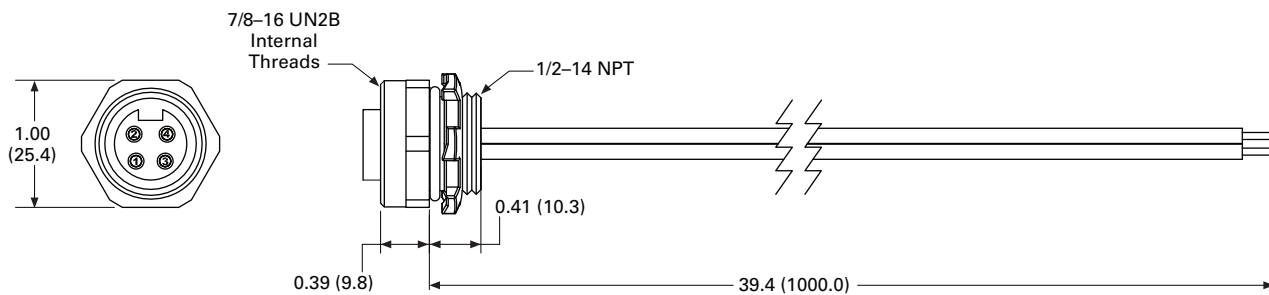 7/8–16 UN2B
Internal
Threads
1/2–14 NPT
1.00
(25.4)
2
4
1
3
0.41 (10.3)
0.39 (9.8)
39.4 (1000.0)